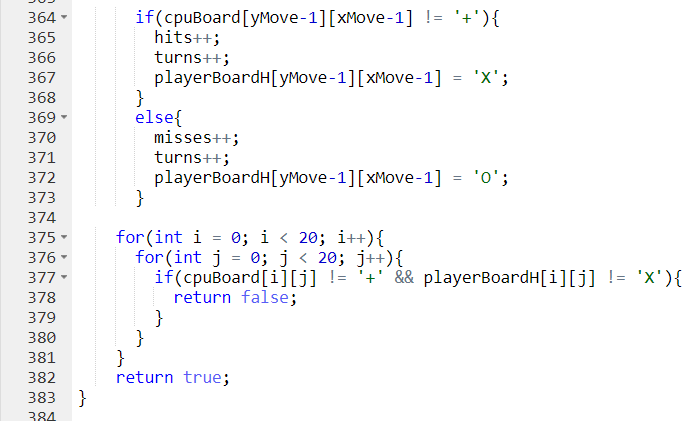 364 if(cpuBoard[yMove-1][xMove-1] != '+'){
365 hits++;
366 turns++;
367 playerBoardH[yMove-1][xMove-1] = 'X';
368 }
369 else{
370 misses++;
371 turns++;
372 playerBoardH[yMove-1][xMove-1] = 'O';
373 }
374
375 for(int i = 0; i < 20; i++){
376 for(int j = 0; j < 20; j++){
377 if(cpuBoard[i][j] != '+' && playerBoardH[i][j] != 'X'){
378 return false;
379 }
380 }
381 }
382 return true;
383 }
384